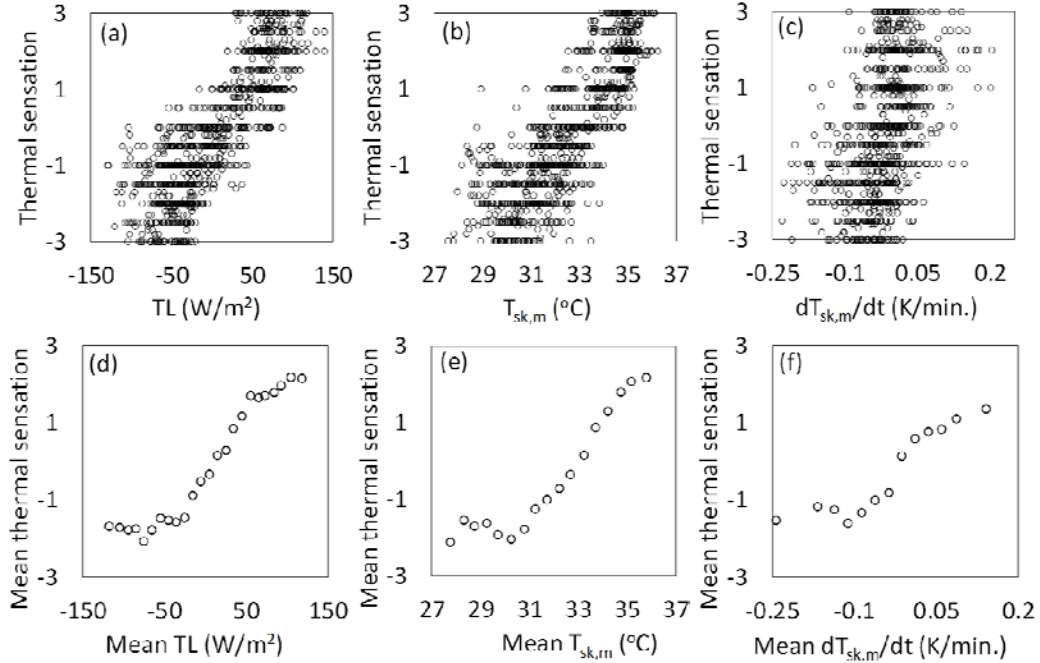 3
1
-1
-3
Thermal sensation
(a)
-150 -50 50 150
TL (W/m²)
3
1
-1
-3
Thermal sensation
(b)
27 29 31 33 35 37
Tsk,m (°C)
3
1
-1
-3
Thermal sensation
(c)
-0.25 -0.1 0.05 0.2
dTsk,m/dt (K/min.)
3
1
-1
-3
Mean thermal sensation
(d)
-150 -50 50 150
Mean TL (W/m²)
3
1
-1
-3
Mean thermal sensation
(e)
27 29 31 33 35 37
Mean Tsk,m (°C)
3
1
-1
-3
Mean thermal sensation
(f)
-0.25 -0.1 0.05 0.2
Mean dTsk,m/dt (K/min.)